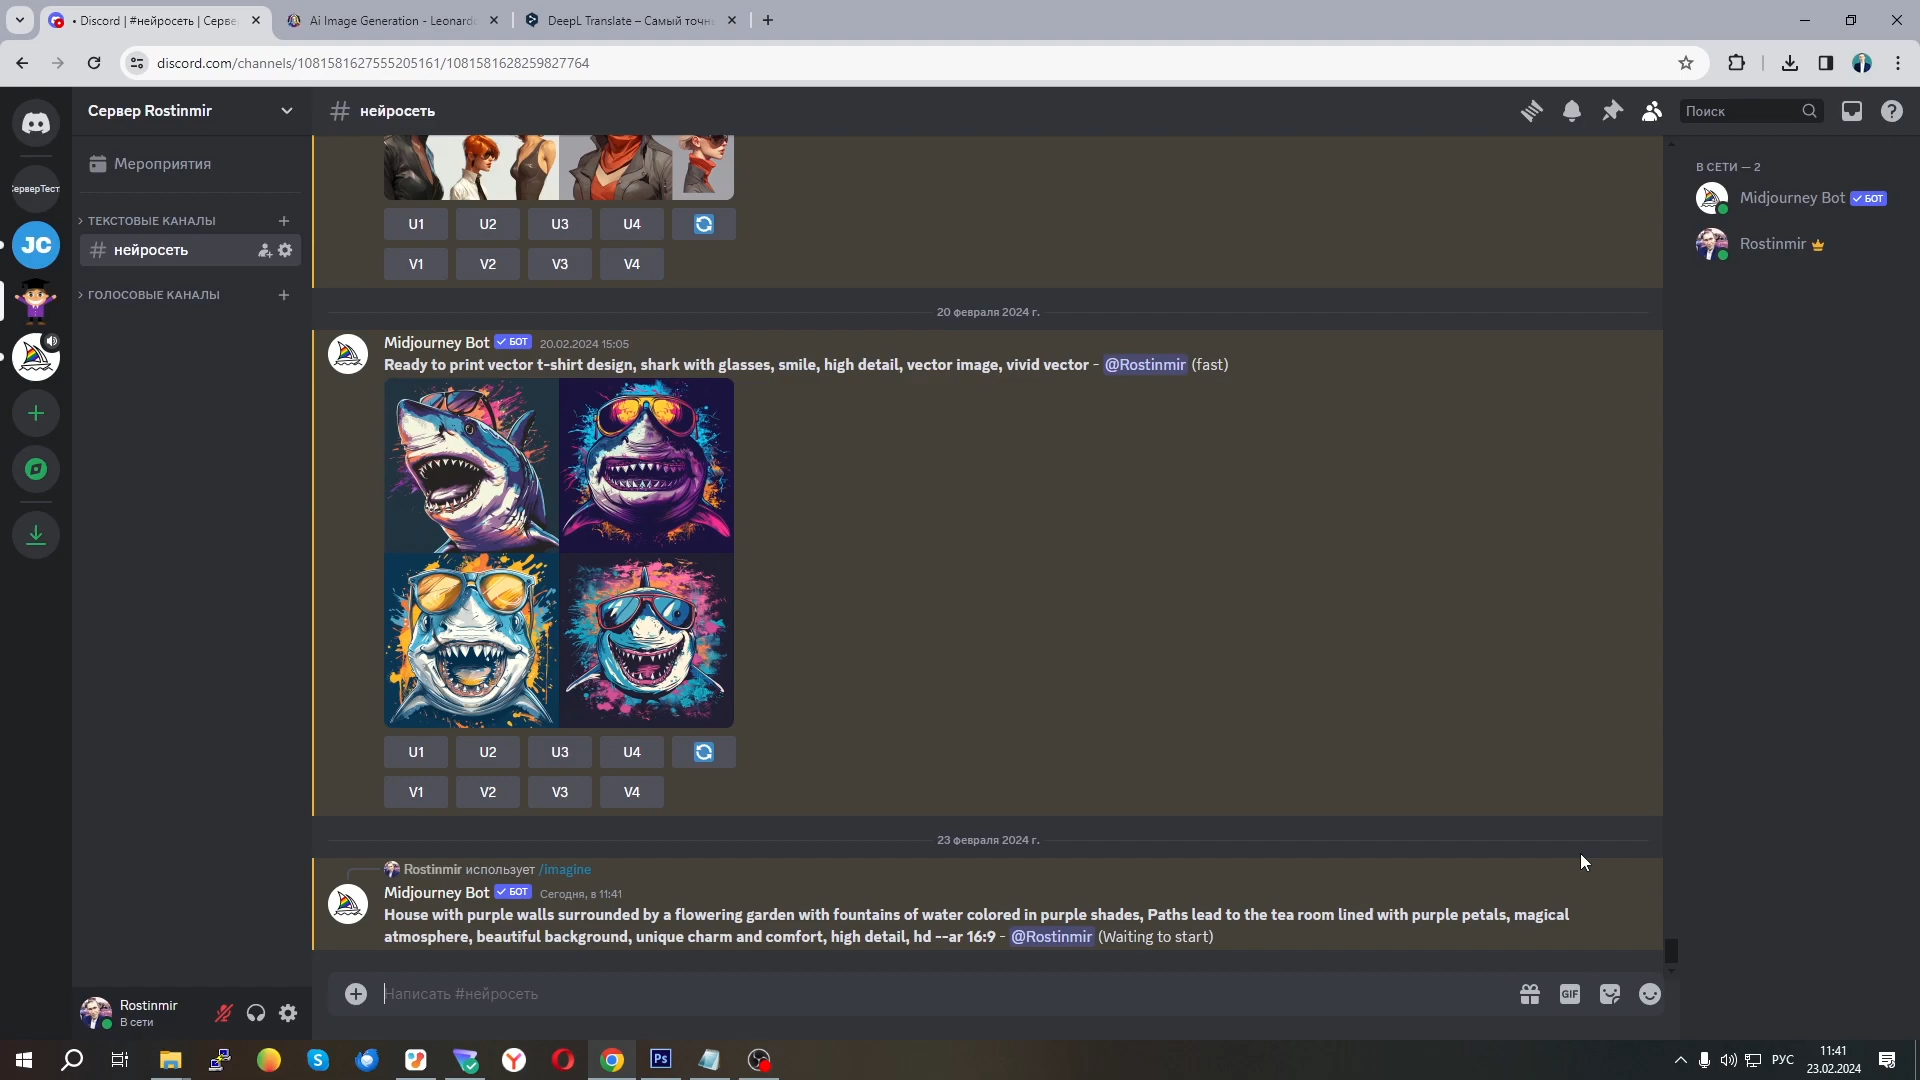 • Discord | #нейросеть | Серве
Ai Image Generation - Leonardo
DeepL Translate – Самый точн
discord.com/channels/1081581627555205161/1081581628259827764
Сервер Rostinmir
нейросеть
Поиск
Мероприятия
СерверТест
ТЕКСТОВЫЕ КАНАЛЫ
нейросеть
JC
ГОЛОСОВЫЕ КАНАЛЫ
В СЕТИ — 2
Midjourney Bot БОТ
Rostinmir
U1 U2 U3 U4
V1 V2 V3 V4
20 февраля 2024 г.
Midjourney Bot БОТ 20.02.2024 15:05
Ready to print vector t-shirt design, shark with glasses, smile, high detail, vector image, vivid vector - @Rostinmir (fast)
U1 U2 U3 U4
V1 V2 V3 V4
23 февраля 2024 г.
Rostinmir использует /imagine
Midjourney Bot БОТ Сегодня, в 11:41
House with purple walls surrounded by a flowering garden with fountains of water colored in purple shades, Paths lead to the tea room lined with purple petals, magical
atmosphere, beautiful background, unique charm and comfort, high detail, hd --ar 16:9 - @Rostinmir (Waiting to start)
Написать #нейросеть
GIF
Rostinmir
В сети
Ps
РУС
11:41
23.02.2024